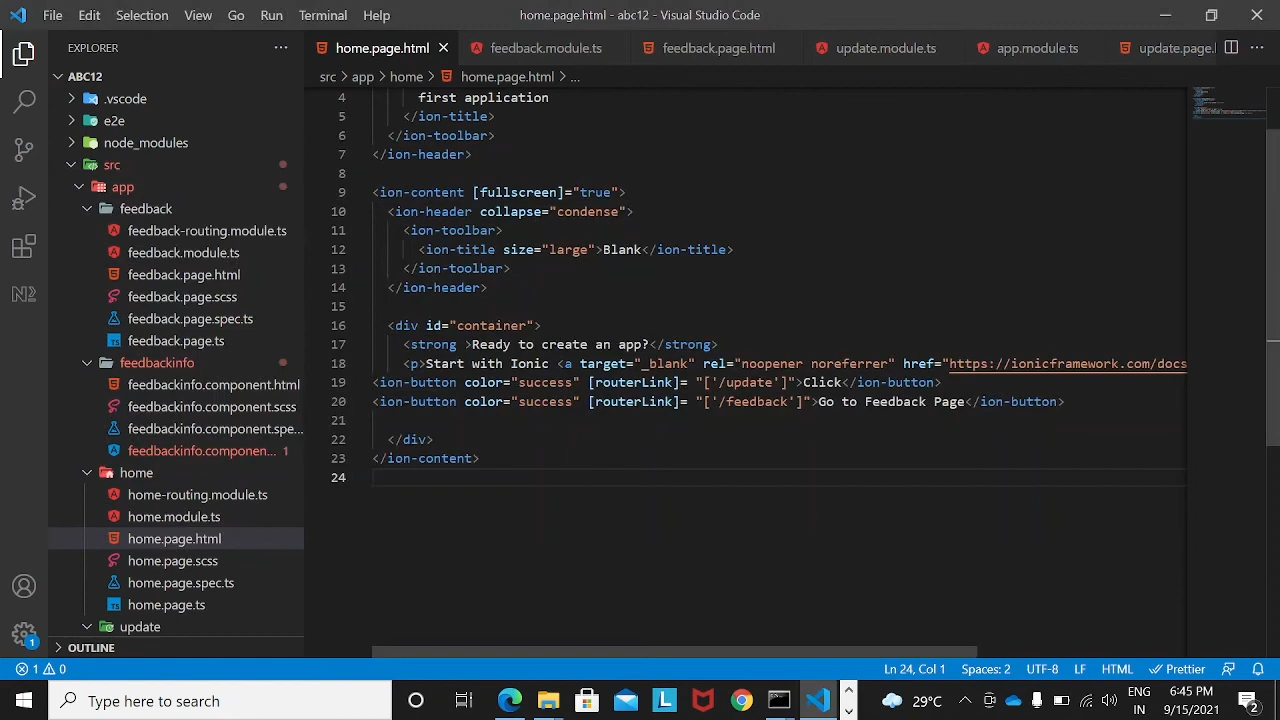 File Edit Selection View Go Run Terminal Help home.page.html - abc12 - Visual Studio Code
EXPLORER
ABC12
.vscode
e2e
node_modules
src
app
feedback
feedback-routing.module.ts
feedback.module.ts
feedback.page.html
feedback.page.scss
feedback.page.spec.ts
feedback.page.ts
feedbackinfo
feedbackinfo.component.html
feedbackinfo.component.scss
feedbackinfo.component.spe...
feedbackinfo.componen... 1
home
home-routing.module.ts
home.module.ts
home.page.html
home.page.scss
home.page.spec.ts
home.page.ts
update
OUTLINE
home.page.html feedback.module.ts feedback.page.html update.module.ts app.module.ts update.page.
src > app > home > home.page.html > ...
4 first application
5 </ion-title>
6 </ion-toolbar>
7 </ion-header>
8
9 <ion-content [fullscreen]="true">
10 <ion-header collapse="condense">
11 <ion-toolbar>
12 <ion-title size="large">Blank</ion-title>
13 </ion-toolbar>
14 </ion-header>
15
16 <div id="container">
17 <strong >Ready to create an app?</strong>
18 <p>Start with Ionic <a target="_blank" rel="noopener noreferrer" href="https://ionicframework.com/docs
19 <ion-button color="success" [routerLink]= "['/update']">Click</ion-button>
20 <ion-button color="success" [routerLink]= "['/feedback']">Go to Feedback Page</ion-button>
21
22 </div>
23 </ion-content>
24
1 0 Ln 24, Col 1 Spaces: 2 UTF-8 LF HTML Prettier
1
Type here to search
L
29°C
ENG
IN
6:45 PM
9/15/2021
2